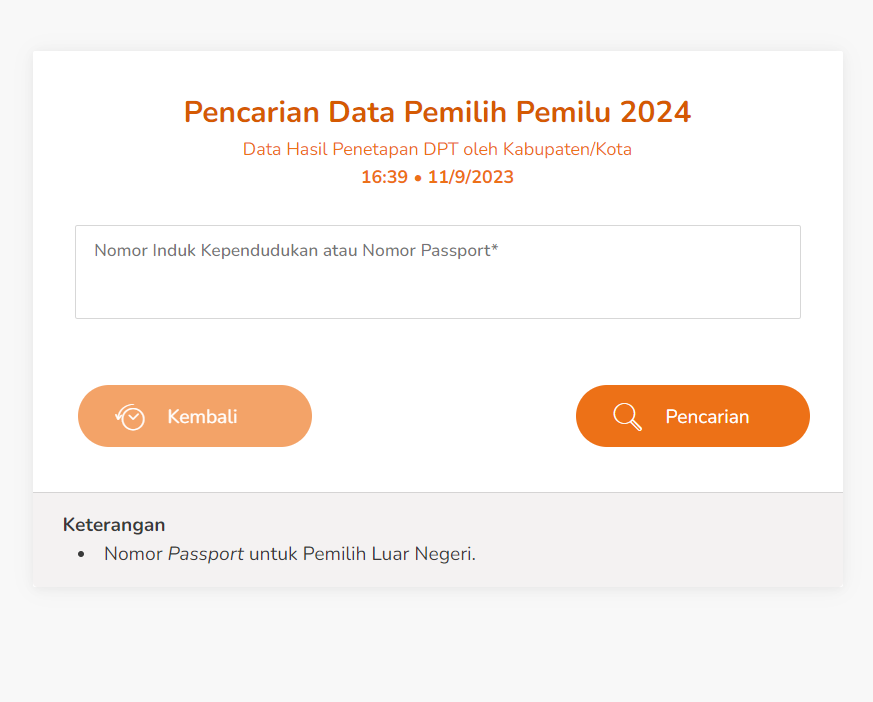 Pencarian Data Pemilih Pemilu 2024
Data Hasil Penetapan DPT oleh Kabupaten/Kota
16:39 • 11/9/2023
Nomor Induk Kependudukan atau Nomor Passport*
Kembali
Pencarian
Keterangan
• Nomor Passport untuk Pemilih Luar Negeri.